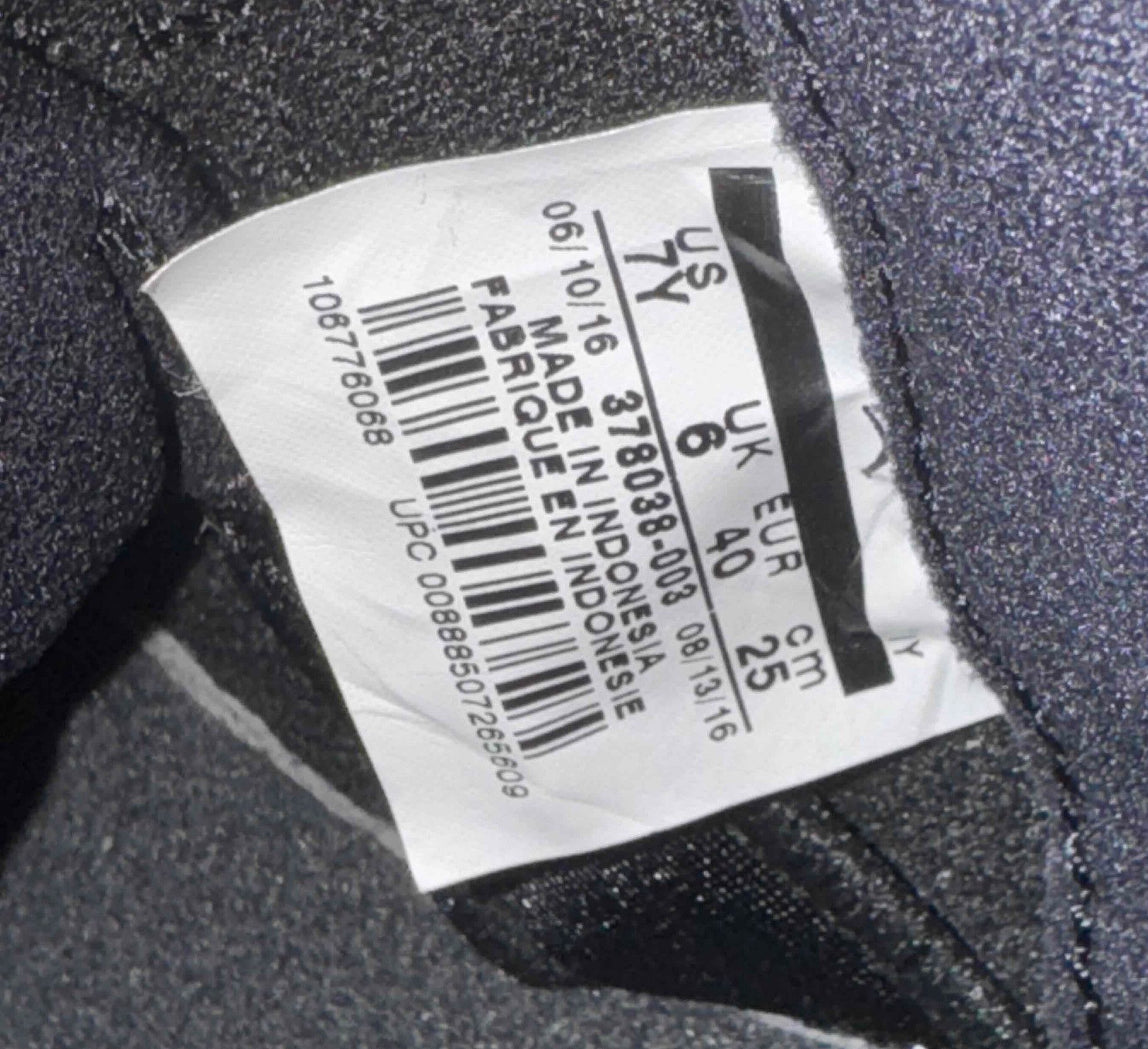 US UK EUR cm
7Y 6 40 25
06/10/16 378038-003 08/13/16
MADE IN INDONESIA
FABRIQUE EN INDONESIE
1067776068 UPC 00888507265609